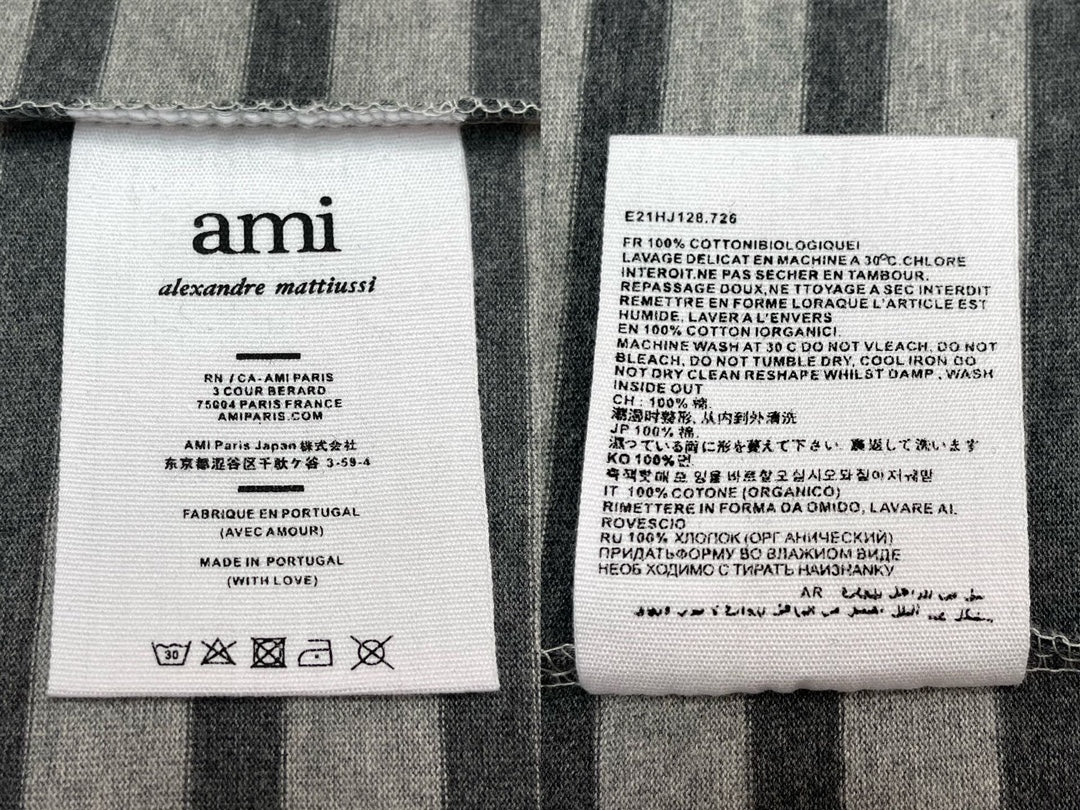 ami
alexandre mattiussi
RN / CA-AMI PARIS
3 COUR BERARD
75004 PARIS FRANCE
AMIPARIS.COM
AMI Paris Japan 株式会社
东京都涩谷区千駄ケ谷 3-59-4
FABRIQUE EN PORTUGAL
(AVEC AMOUR)
MADE IN PORTUGAL
(WITH LOVE)
30
E21HJ128.726
FR 100% COTTONIBIOLOGIQUEI
LAVAGE DELICAT EN MACHINE A 30°C.CHLORE
INTEROIT.NE PAS SECHER EN TAMBOUR.
REPASSAGE DOUX,NE TTOYAGE A SEC INTERDIT
REMETTRE EN FORME LORAQUE L'ARTICLE EST
HUMIDE, LAVER A L'ENVERS
EN 100% COTTON IORGANICI.
MACHINE WASH AT 30 C DO NOT VLEACH, DO NOT
BLEACH, DO NOT TUMBLE DRY, COOL IRON OO
NOT DRY CLEAN RESHAPE WHILST DAMP , WASH
INSIDE OUT
CH : 100% 棉.
潮湿时整形, 从内到外清洗
JP 100% 棉.
っている前に形を えて下さい 裏返して洗います
KO 100%면.
IT 100% COTONE (ORGANICO)
RIMETTERE IN FORMA DA OMIDO, LAVARE AI.
ROVESCIO
RU 100% ХЛОПОК (ОРГ АНИЧЕСКИЙ)
ПРИДАТЬФОРМУ ВО ВЛАЖИОМ ВИДЕ
НЕОБ ХОДИМО С ТИРАТЬ НАИЗНАНКУ
AR